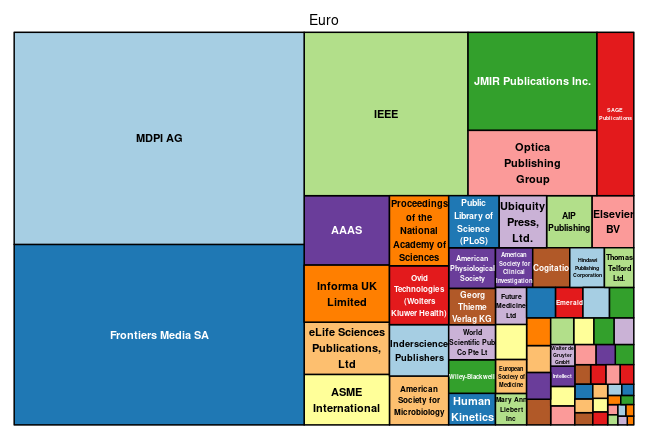 Euro
MDPI AG
Frontiers Media SA
IEEE
JMIR Publications Inc.
Optica
Publishing
Group
SAGE
Publications
AAAS
Informa UK
Limited
eLife Sciences
Publications,
Ltd
ASME
International
Proceedings
of the
National
Academy of
Sciences
Ovid
Technologies
(Wolters
Kluwer Health)
Inderscience
Publishers
American
Society for
Microbiology
Public
Library of
Science
(PLoS)
Ubiquity
Press,
Ltd.
AIP
Publishing
Elsevier
BV
American
Physiological
Society
Georg
Thieme
Verlag KG
World
Scientific Pub
Co Pte Lt
Wiley-Blackwell
Human
Kinetics
American
Society for
Clinical
Investigation
Future
Medicine
Ltd
European
Society of
Medicine
Mary Ann
Liebert
Inc
Cogitatio
Hindawi
Publishing
Corporation
Thomas
Telford
Ltd.
Emerald
Walter de
Gruyter
GmbH
Intellect